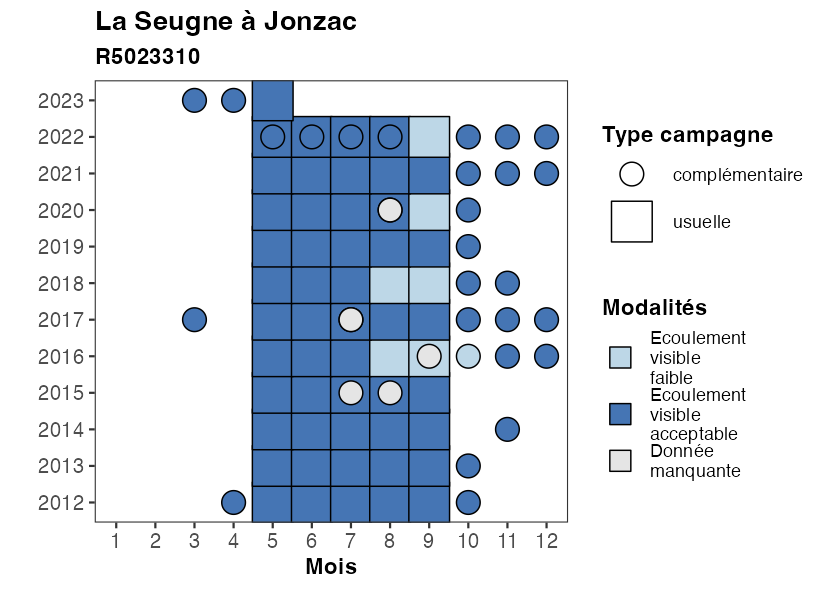 La Seugne à Jonzac
R5023310
2023
2022
2021
2020
2019
2018
2017
2016
2015
2014
2013
2012
1 2 3 4 5 6 7 8 9 10 11 12
Mois
Type campagne
complémentaire
usuelle
Modalités
Ecoulement
visible
faible
Ecoulement
visible
acceptable
Donnée
manquante